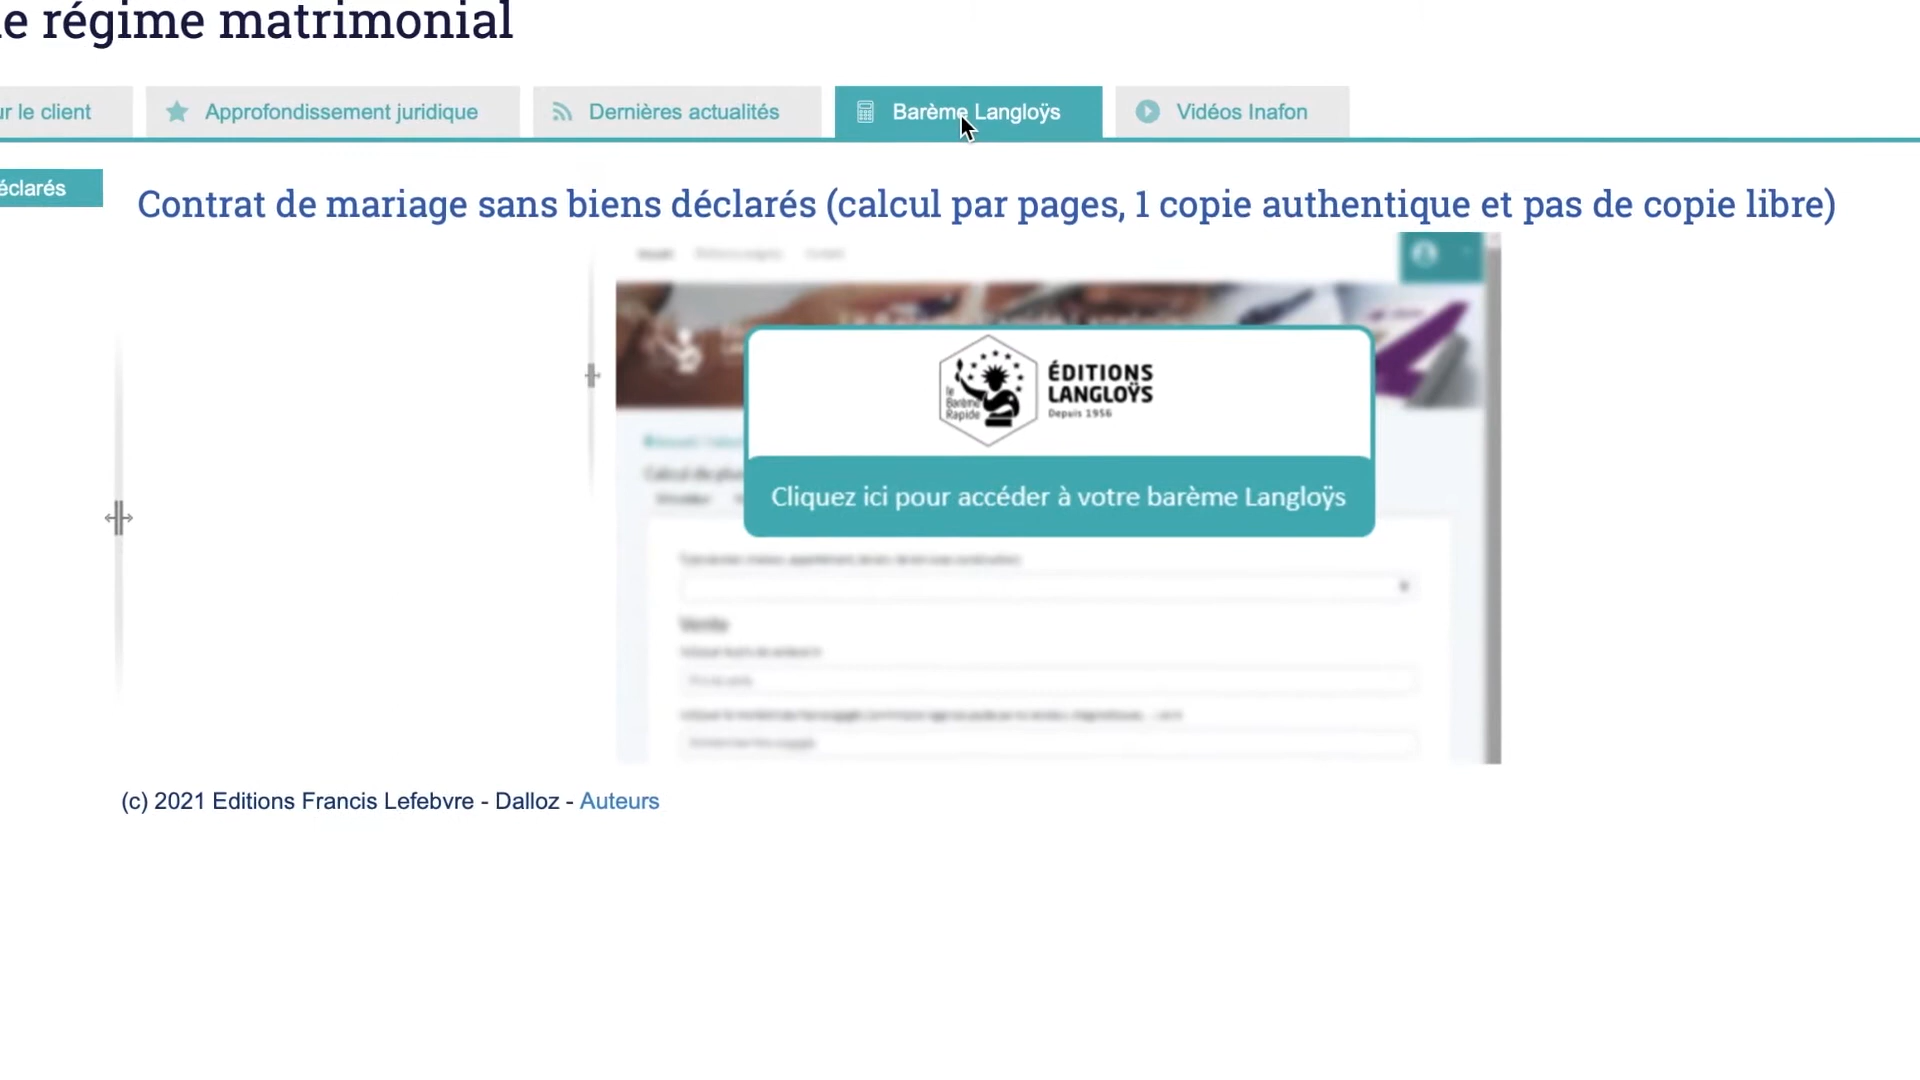 e régime matrimonial
ur le client
Approfondissement juridique
Dernières actualités
Barème Langloÿs
Vidéos Inafon
éclarés
Contrat de mariage sans biens déclarés (calcul par pages, 1 copie authentique et pas de copie libre)
le Barème Rapide
ÉDITIONS
LANGLOŸS
Depuis 1956
Cliquez ici pour accéder à votre barème Langloÿs
Vente
(c) 2021 Editions Francis Lefebvre - Dalloz - Auteurs